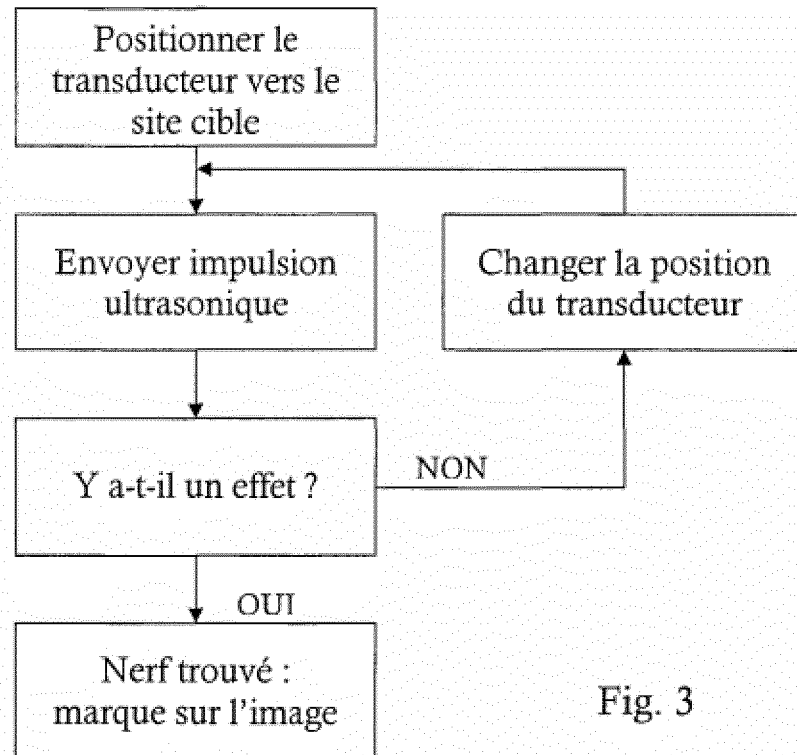 Positionner le
transducteur vers le
site cible
Envoyer impulsion
ultrasonique
Changer la position
du transducteur
Y a-t-il un effet ?
NON
OUI
Nerf trouvé :
marque sur l'image
Fig. 3